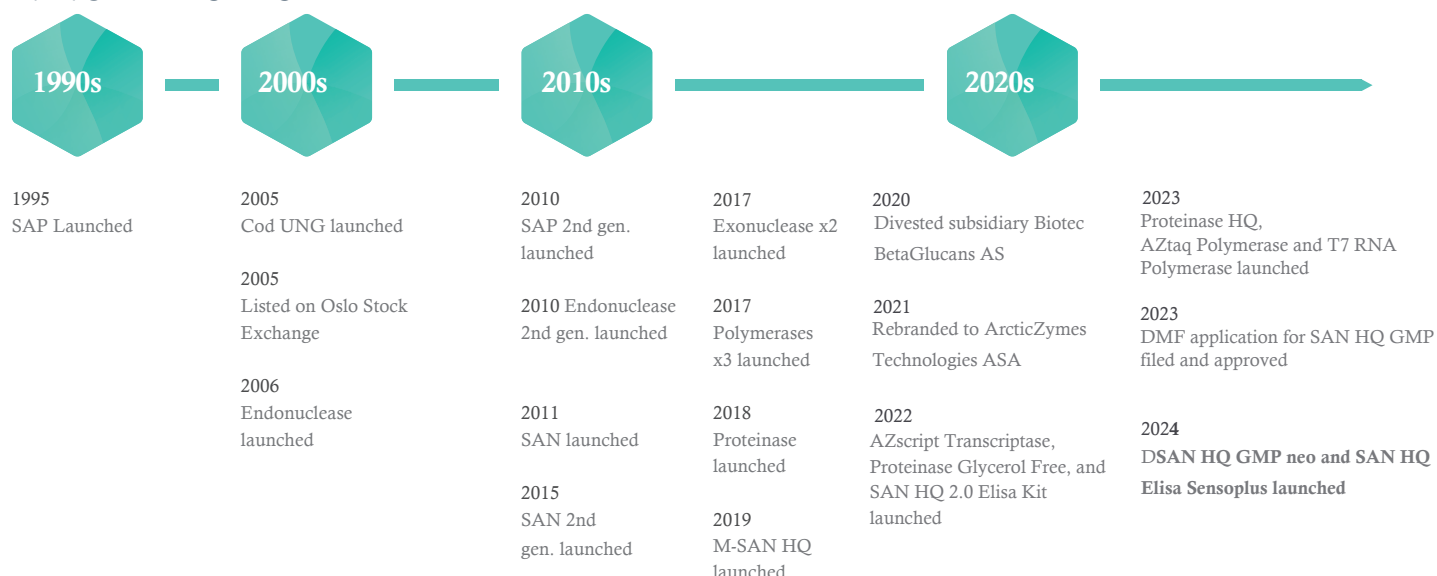 1990s
2000s
2010s
2020s
1995
SAP Launched
2005
Cod UNG launched
2005
Listed on Oslo Stock
Exchange
2006
Endonuclease
launched
2010
SAP 2nd gen.
launched
2010 Endonuclease
2nd gen. launched
2011
SAN launched
2015
SAN 2nd
gen. launched
2017
Exonuclease x2
launched
2017
Polymerases
x3 launched
2018
Proteinase
launched
2019
M-SAN HQ
launched
2020
Divested subsidiary Biotec
BetaGlucans AS
2021
Rebranded to ArcticZymes
Technologies ASA
2022
AZscript Transcriptase,
Proteinase Glycerol Free, and
SAN HQ 2.0 Elisa Kit
launched
2023
Proteinase HQ,
AZtaq Polymerase and T7 RNA
Polymerase launched
2023
DMF application for SAN HQ GMP
filed and approved
2024
DSAN HQ GMP neo and SAN HQ
Elisa Sensoplus launched